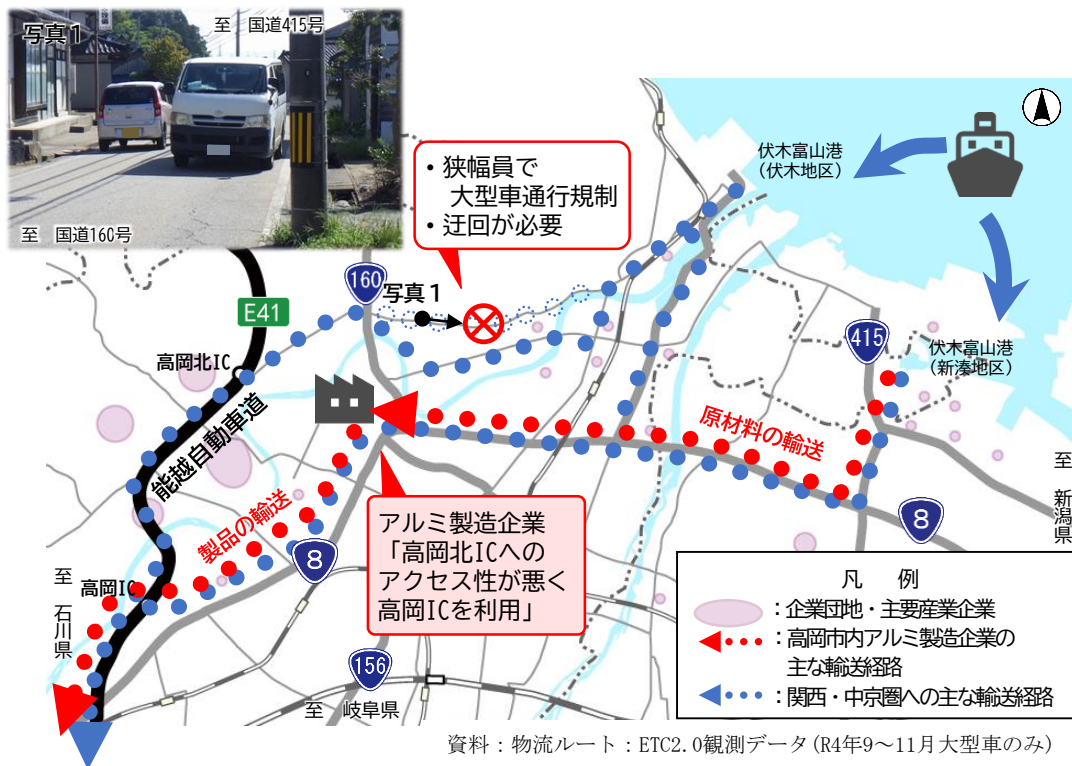 写真1
至 国道415号
至 国道160号
・狭幅員で
大型車通行規制
・迂回が必要
伏木富山港
(伏木地区)
160
写真1
E41
415
伏木富山港
(新湊地区)
高岡北IC
能越自動車道
原材料の輸送
製品の輸送
至 新潟県
8
アルミ製造企業
「高岡北ICへの
アクセス性が悪く
高岡ICを利用」
8
高岡IC
至 石川県
156
至 岐阜県
凡 例
:企業団地・主要産業企業
:高岡市内アルミ製造企業の
主な輸送経路
:関西・中京圏への主な輸送経路
資料:物流ルート:ETC2.0観測データ(R4年9~11月大型車のみ)